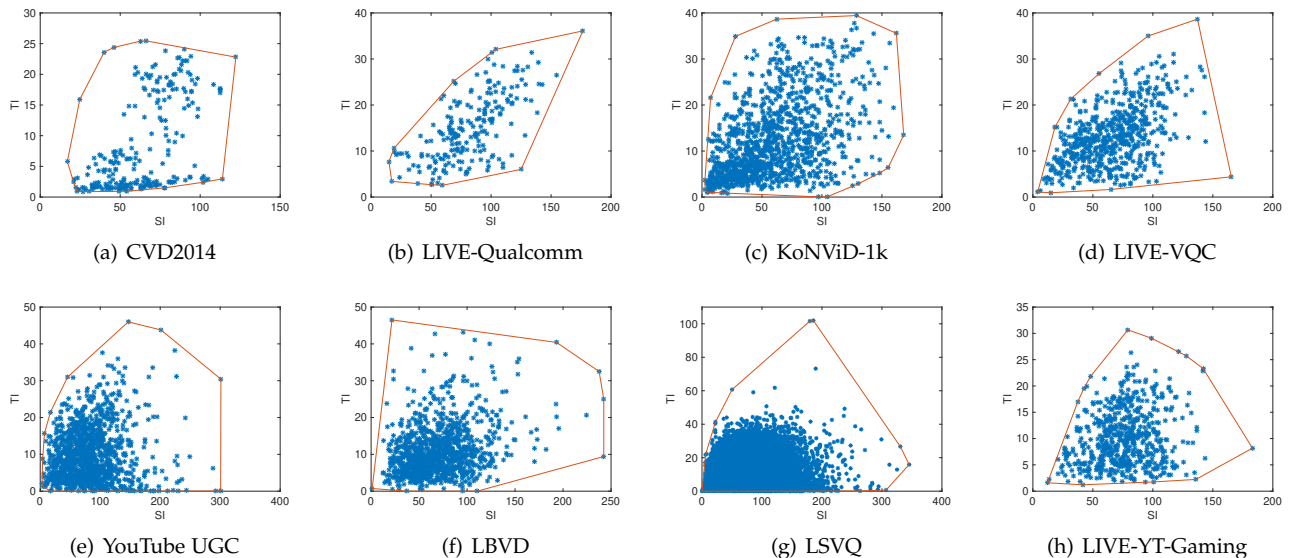 30
25
20
15
10
5
0
TI
0 50 100 150
SI
(a) CVD2014
40
30
20
10
0
TI
0 50 100 150 200
SI
(b) LIVE-Qualcomm
40
30
20
10
0
TI
0 50 100 150 200
SI
(c) KoNViD-1k
40
30
20
10
0
TI
0 50 100 150 200
SI
(d) LIVE-VQC
50
40
30
20
10
0
TI
0 100 200 300 400
SI
(e) YouTube UGC
50
40
30
20
10
0
TI
0 50 100 150 200 250
SI
(f) LBVD
100
80
60
40
20
0
TI
0 100 200 300 400
SI
(g) LSVQ
35
30
25
20
15
10
5
0
TI
0 50 100 150 200
SI
(h) LIVE-YT-Gaming